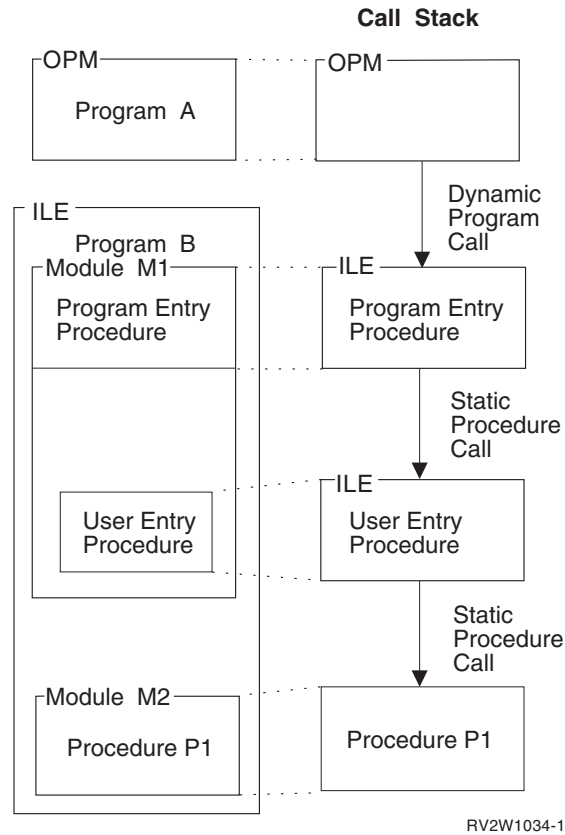 Call Stack
OPM
Program A
OPM
Dynamic
Program
Call
ILE
Program B
Module M1
Program Entry
Procedure
User Entry
Procedure
ILE
Program Entry
Procedure
Static
Procedure
Call
ILE
User Entry
Procedure
Static
Procedure
Call
Module M2
Procedure P1
Procedure P1
RV2W1034-1